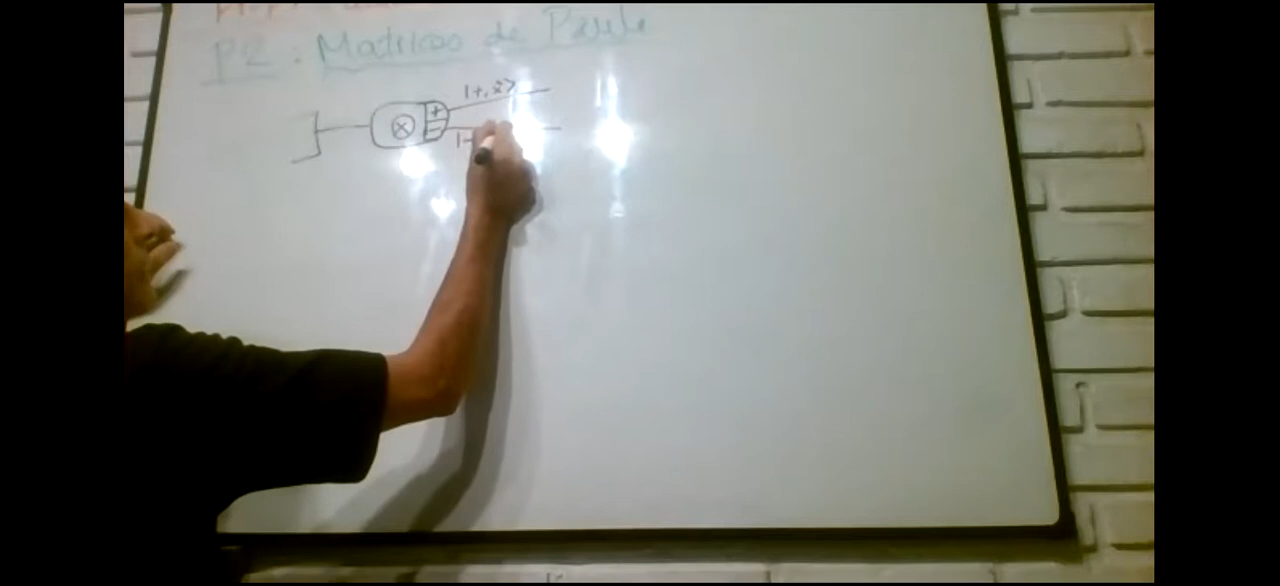 P2: Matrices de Pauli
|+,x̂>
+
X
-
|-